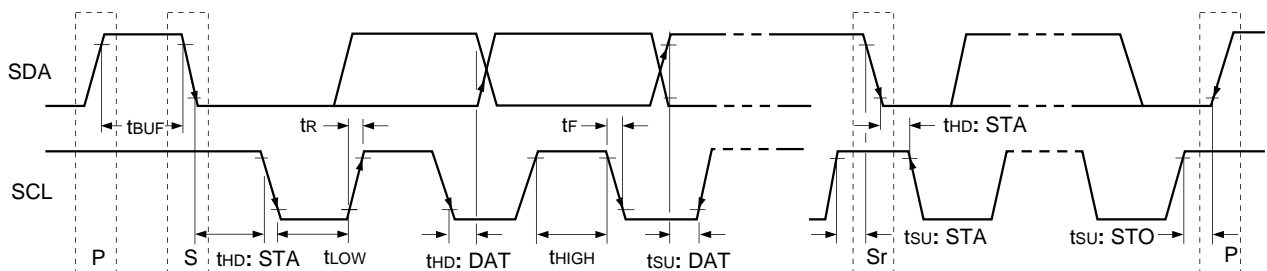 SDA
tBUF
tR
tF
tHD: STA
SCL
P
S
tHD: STA
tLOW
tHD: DAT
tHIGH
tSU: DAT
Sr
tSU: STA
tSU: STO
P